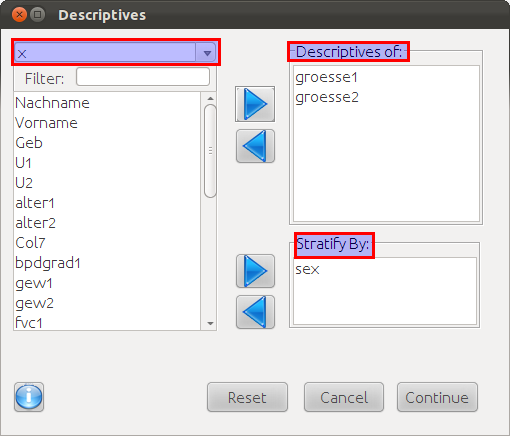 Descriptives
x
Filter:
Nachname
Vorname
Geb
U1
U2
alter1
alter2
Col7
bpdgrad1
gew1
gew2
fvc1
Descriptives of:
groesse1
groesse2
Stratify By:
sex
Reset
Cancel
Continue